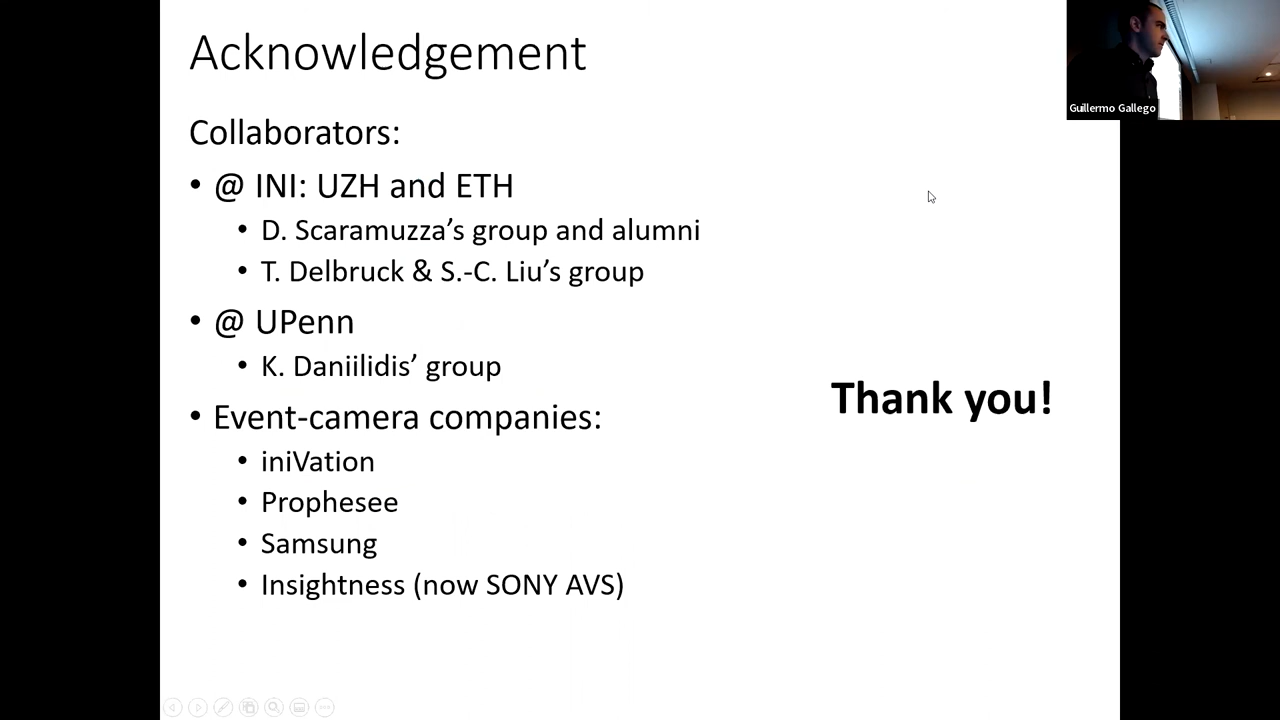 Acknowledgement
Guillermo Gallego
Collaborators:
• @ INI: UZH and ETH
• D. Scaramuzza’s group and alumni
• T. Delbruck & S.-C. Liu’s group
• @ UPenn
• K. Daniilidis’ group
• Event-camera companies:
• iniVation
• Prophesee
• Samsung
• Insightness (now SONY AVS)
Thank you!